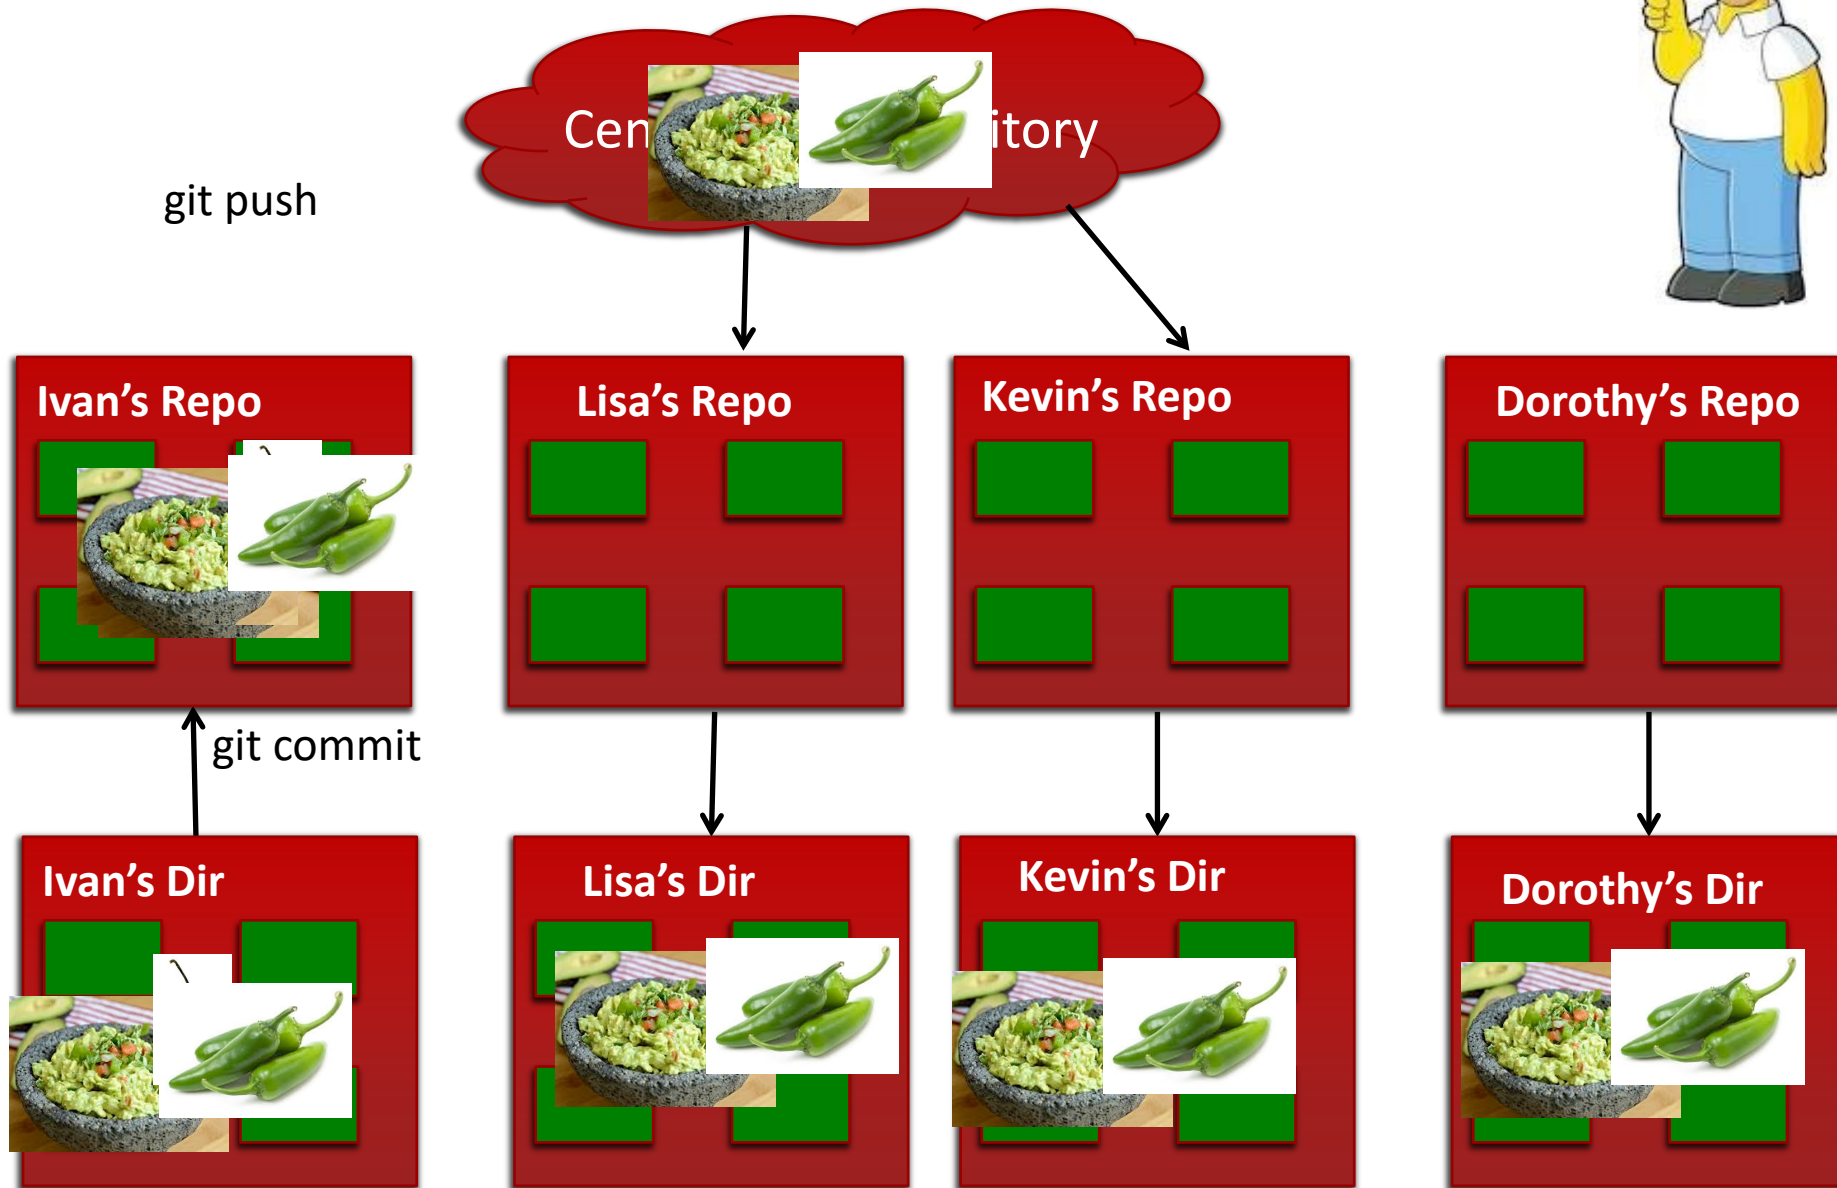 Cen itory
git push
Ivan's Repo
Lisa's Repo
Kevin's Repo
Dorothy's Repo
git commit
Ivan's Dir
Lisa's Dir
Kevin's Dir
Dorothy's Dir